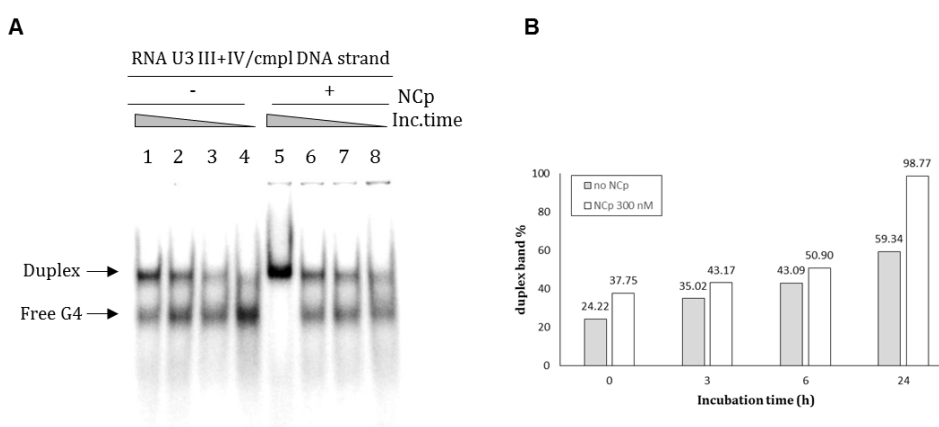 A
RNA U3 III+IV/cmpl DNA strand
- + NCp
Inc.time
1 2 3 4 5 6 7 8
Duplex
Free G4
B
no NCp
NCp 300 nM
duplex band %
100
80
60
40
20
0
24.22 37.75 35.02 43.17 43.09 50.90 59.34 98.77
0 3 6 24
Incubation time (h)